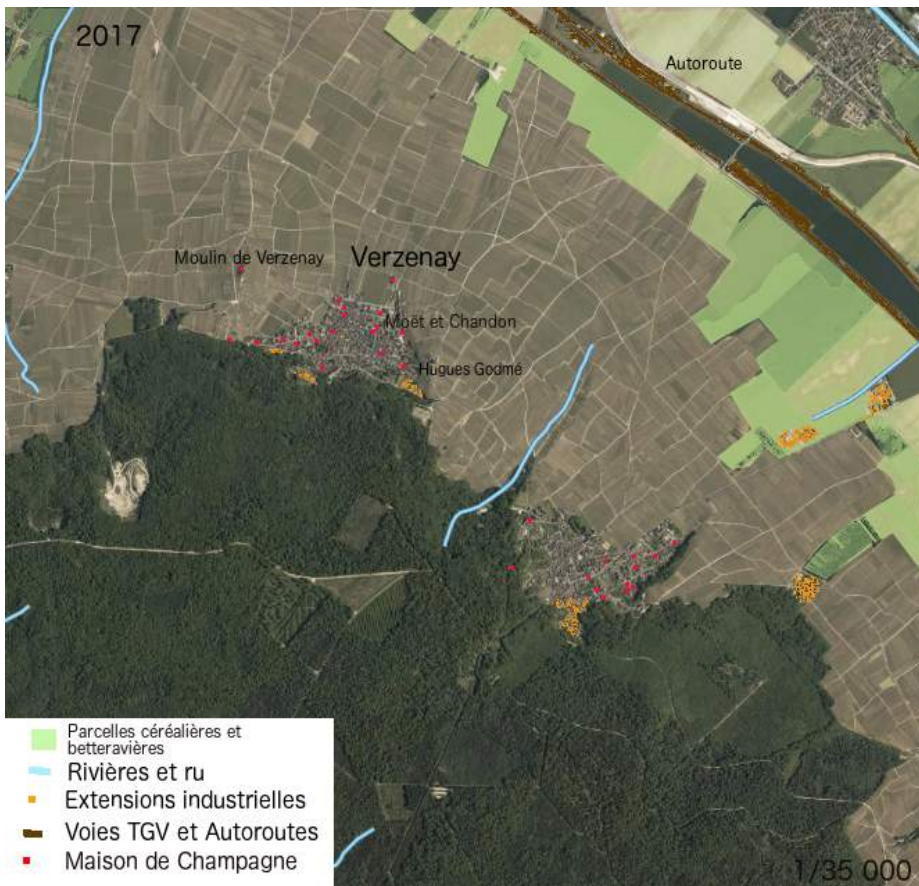 2017
Autoroute
Moulin de Verzenay
Verzenay
Moët et Chandon
Hugues Godmé
Parcelles céréalières et
betteravières
Rivières et ru
Extensions industrielles
Voies TGV et Autoroutes
Maison de Champagne
1/35 000